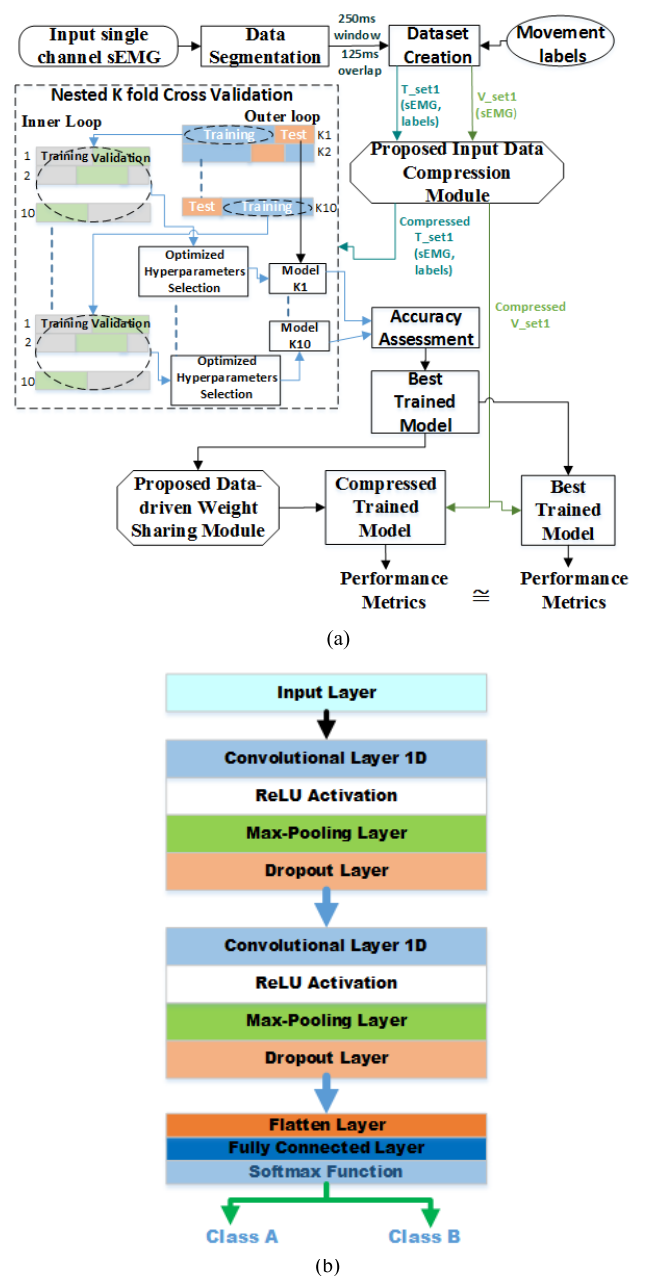 Input single
channel sEMG
Data
Segmentation
250ms
window
125ms
overlap
Dataset
Creation
Movement
labels
T_set1
(sEMG,
labels)
V_set1
(sEMG)
Nested K fold Cross Validation
Inner Loop
Outer loop
Training
Test
K1
K2
1
Training
Validation
2
10
Test
Training
K10
Proposed Input Data
Compression
Module
Compressed
T_set1
(sEMG,
labels)
Compressed
V_set1
Optimized
Hyperparameters
Selection
Model
K1
Model
K10
1
Training
Validation
2
10
Optimized
Hyperparameters
Selection
Accuracy
Assessment
Best
Trained
Model
Proposed Data-
driven Weight
Sharing Module
Compressed
Trained
Model
Best
Trained
Model
Performance
Metrics
≅
Performance
Metrics
(a)
Input Layer
Convolutional Layer 1D
ReLU Activation
Max-Pooling Layer
Dropout Layer
Convolutional Layer 1D
ReLU Activation
Max-Pooling Layer
Dropout Layer
Flatten Layer
Fully Connected Layer
Softmax Function
Class A
Class B
(b)